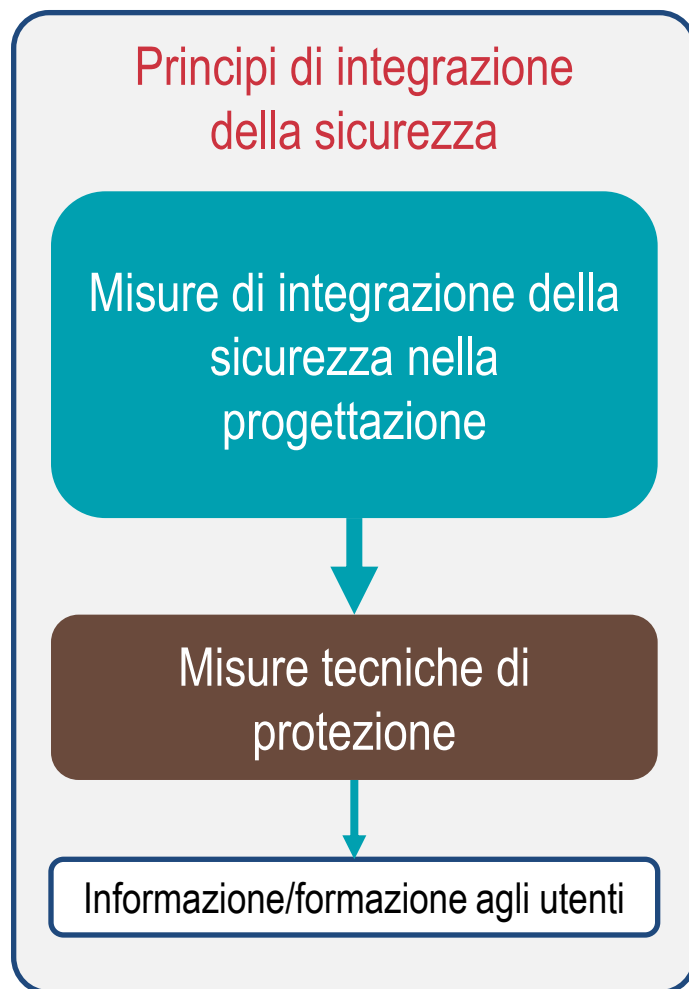 Principi di integrazione
della sicurezza
Misure di integrazione della
sicurezza nella
progettazione
Misure tecniche di
protezione
Informazione/formazione agli utenti